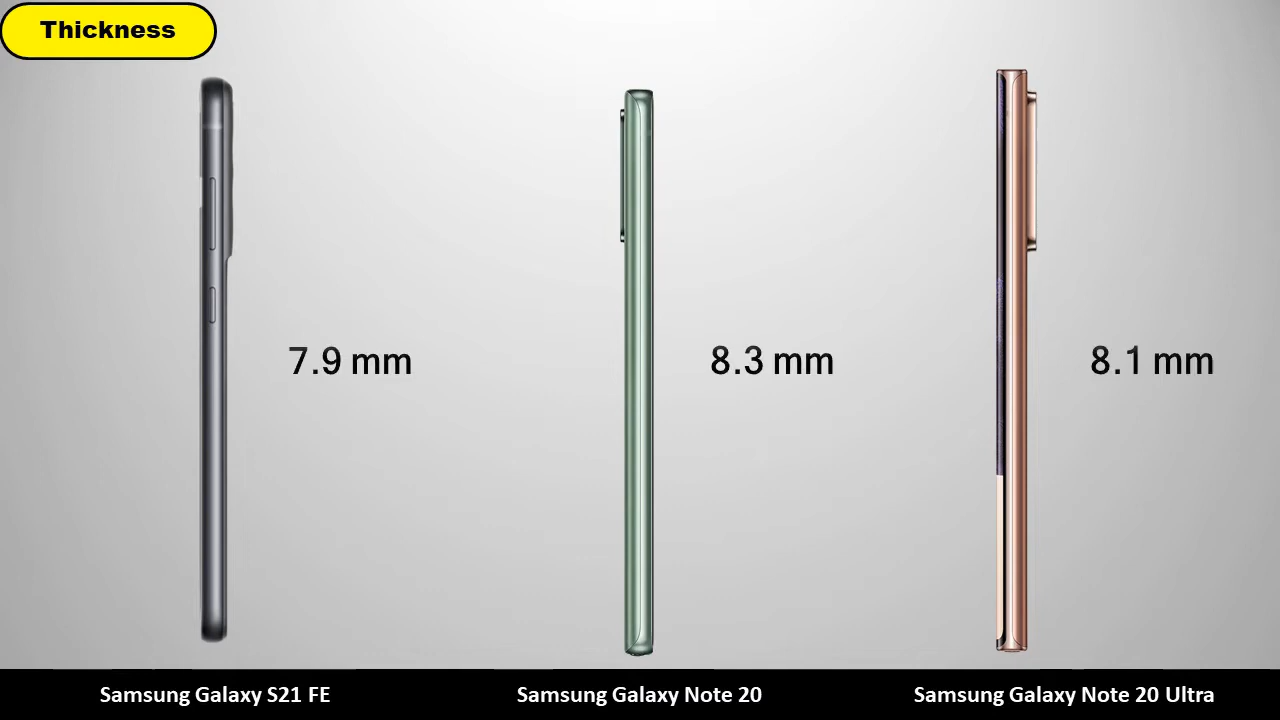 Thickness
7.9 mm
8.3 mm
8.1 mm
Samsung Galaxy S21 FE
Samsung Galaxy Note 20
Samsung Galaxy Note 20 Ultra